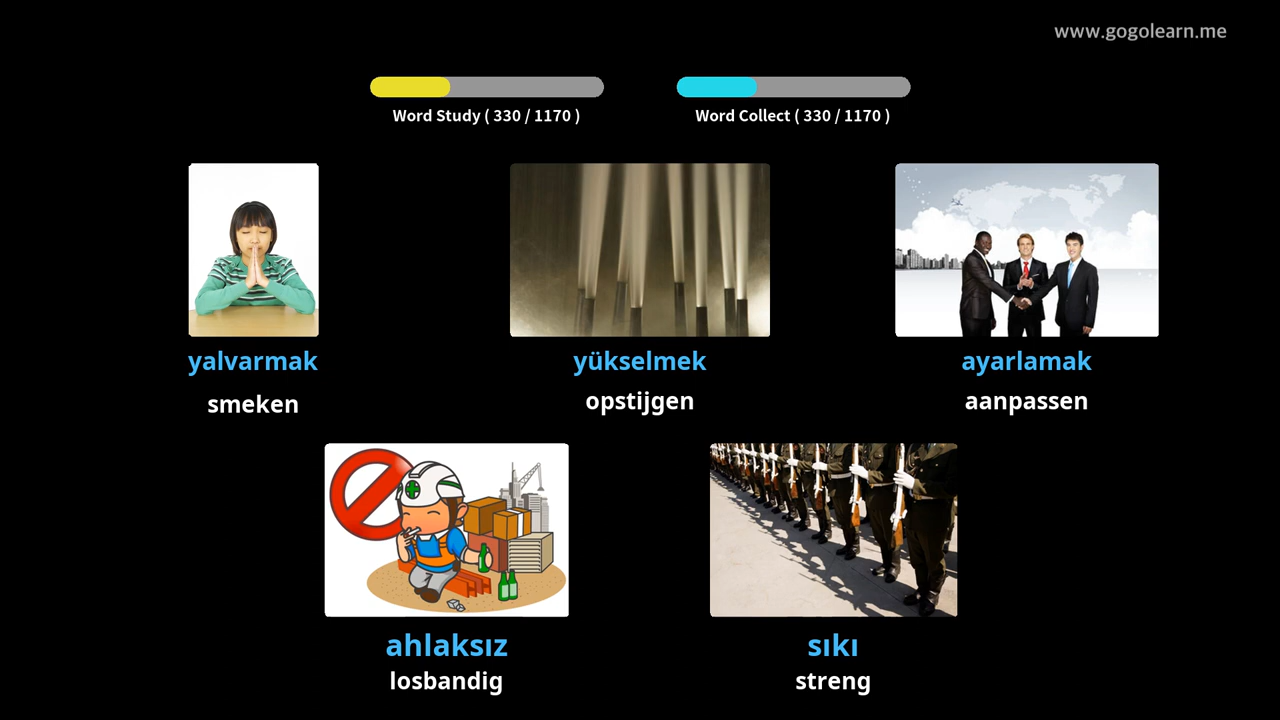 www.gogolearn.me
Word Study ( 330 / 1170 )
Word Collect ( 330 / 1170 )
yalvarmak
smeken
yükselmek
opstijgen
ayarlamak
aanpassen
ahlaksız
losbandig
sıkı
streng